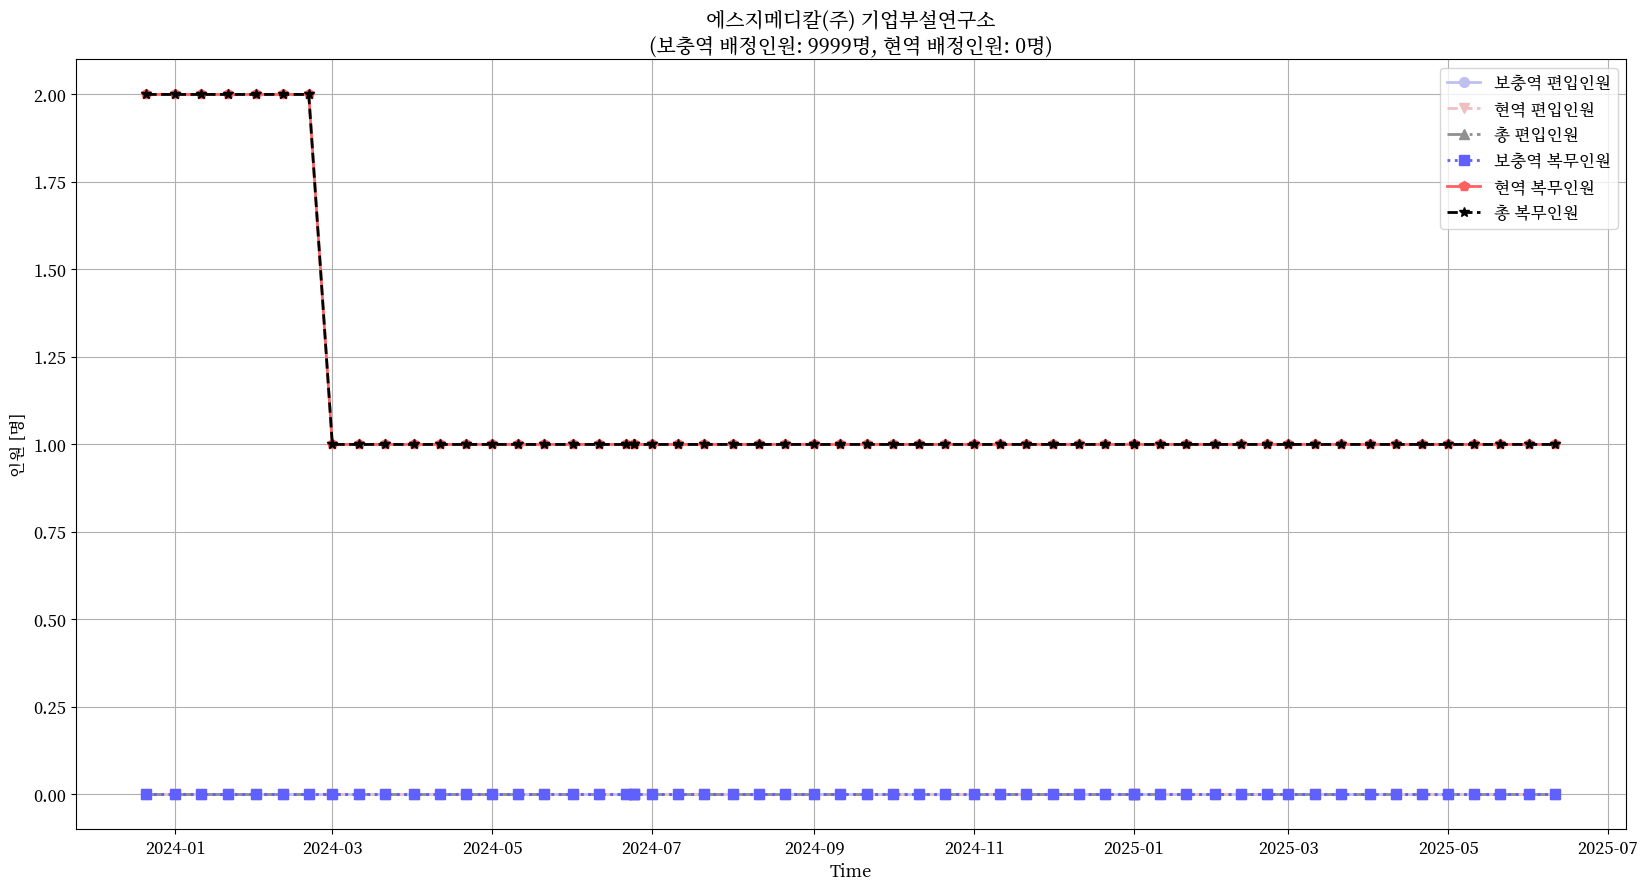 에스지메디칼(주) 기업부설연구소
(보충역 배정인원: 9999명, 현역 배정인원: 0명)
보충역 편입인원
현역 편입인원
총 편입인원
보충역 복무인원
현역 복무인원
총 복무인원
인원 [명]
2.00
1.75
1.50
1.25
1.00
0.75
0.50
0.25
0.00
2024-01
2024-03
2024-05
2024-07
2024-09
2024-11
2025-01
2025-03
2025-05
2025-07
Time